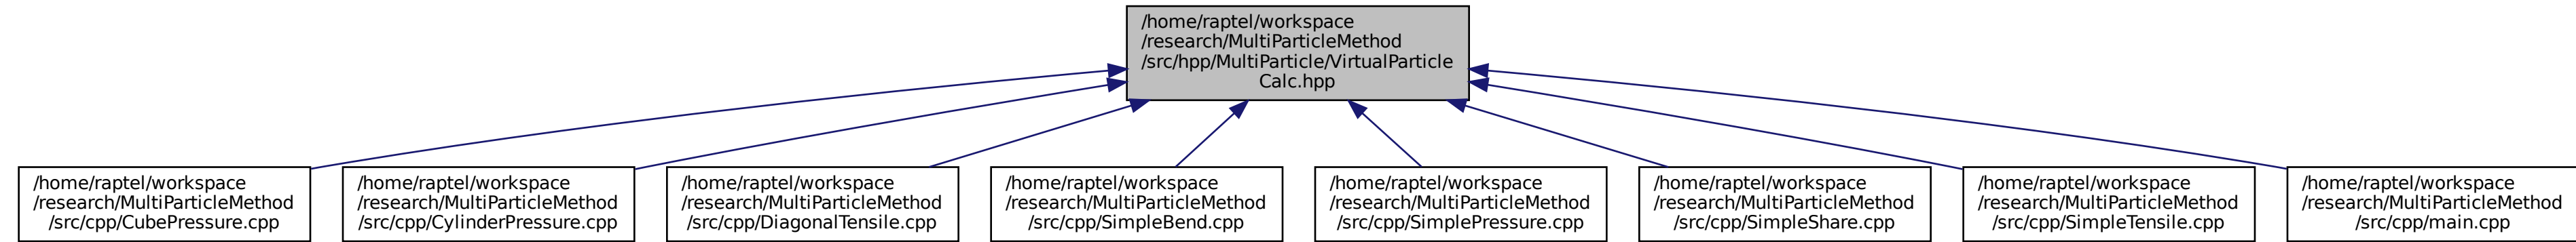 /home/raptel/workspace
/research/MultiParticleMethod
/src/hpp/MultiParticle/VirtualParticle
Calc.hpp
/home/raptel/workspace
/research/MultiParticleMethod
/src/cpp/CubePressure.cpp
/home/raptel/workspace
/research/MultiParticleMethod
/src/cpp/CylinderPressure.cpp
/home/raptel/workspace
/research/MultiParticleMethod
/src/cpp/DiagonalTensile.cpp
/home/raptel/workspace
/research/MultiParticleMethod
/src/cpp/SimpleBend.cpp
/home/raptel/workspace
/research/MultiParticleMethod
/src/cpp/SimplePressure.cpp
/home/raptel/workspace
/research/MultiParticleMethod
/src/cpp/SimpleShare.cpp
/home/raptel/workspace
/research/MultiParticleMethod
/src/cpp/SimpleTensile.cpp
/home/raptel/workspace
/research/MultiParticleMethod
/src/cpp/main.cpp